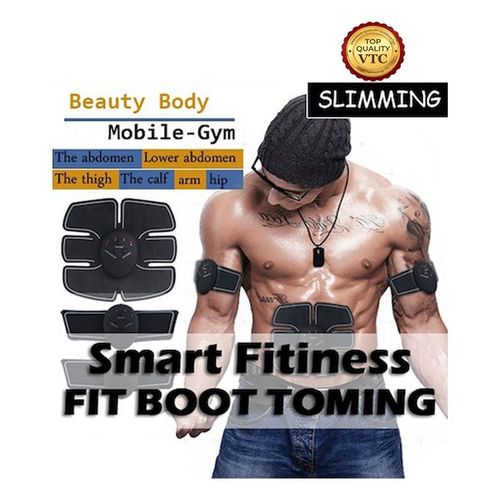 TOP
QUALITY
VTC
SLIMMING
Beauty Body
Mobile-Gym
The abdomen Lower abdomen
The thigh The calf arm hip
Smart Fitiness
FIT BOOT TOMING